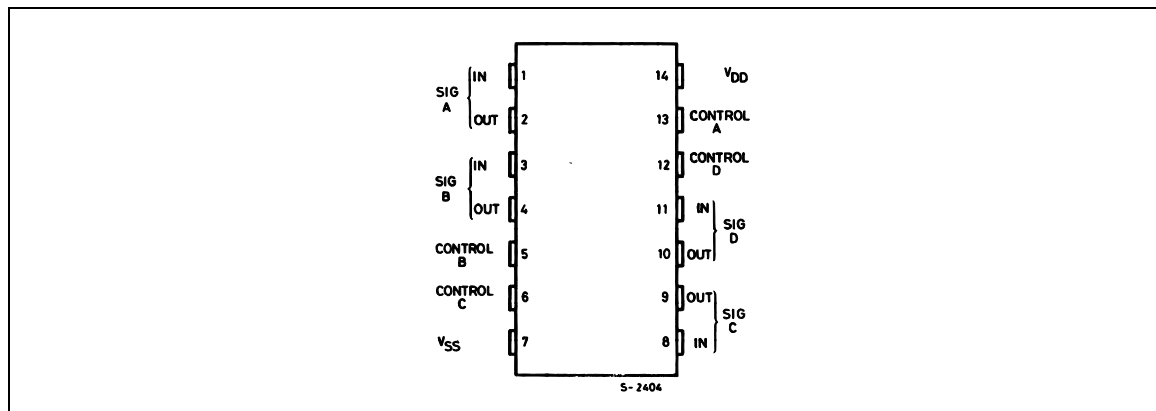 IN 1 14 VDD
SIG
A
OUT 2 13 CONTROL
A
IN 3 12 CONTROL
D
SIG
B
OUT 4 11 IN
SIG
D
CONTROL
B
5 10 OUT
CONTROL
C
6 9 OUT
SIG
C
VSS 7 8 IN
S-2404